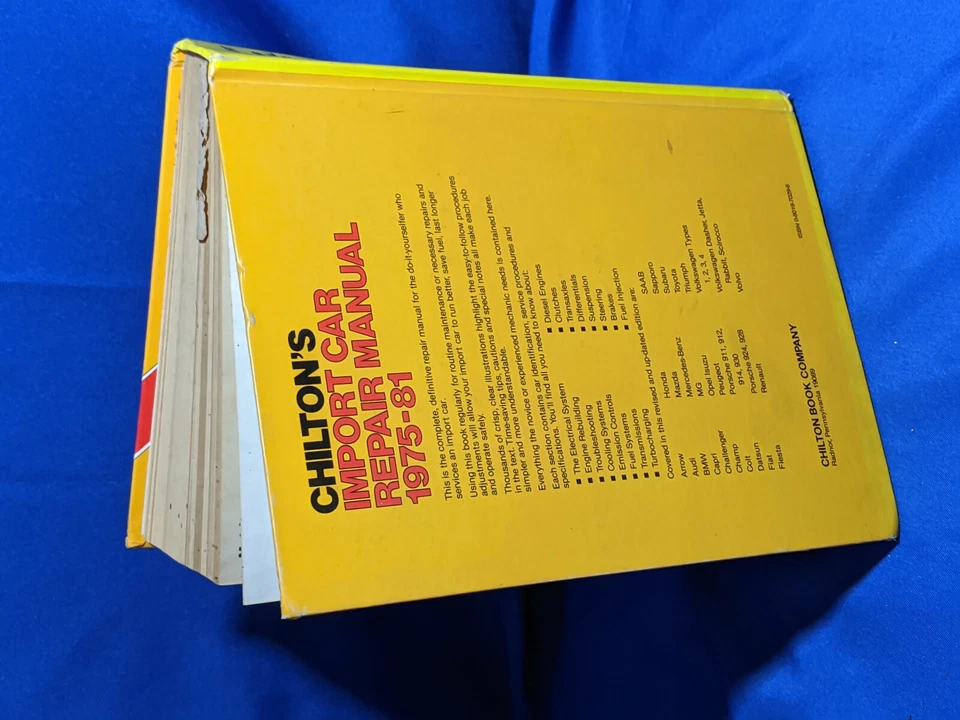 CHILTON'S
IMPORT CAR
REPAIR MANUAL
1975-81
This is the complete, definitive repair manual for the do-it-yourselfer who
services an import car.
Using this book regularly for routine maintenance or necessary repairs and
adjustments will allow your import car to run better, save fuel, last longer
and operate safely.
Thousands of crisp, clear illustrations highlight the easy-to-follow procedures
in the text. Time-saving tips, cautions and special notes all make each job
simpler and more understandable.
Everything the novice or experienced mechanic needs is contained here.
Each section contains car identification, service procedures and
specifications. You'll find all you need to know about:
■ The Electrical System
■ Engine Rebuilding
■ Troubleshooting
■ Cooling Systems
■ Emission Controls
■ Fuel Systems
■ Transmissions
■ Turbocharging
■ Diesel Engines
■ Clutches
■ Transaxles
■ Differentials
■ Suspension
■ Steering
■ Brakes
■ Fuel Injection
Covered in this revised and updated edition are:
Arrow
Audi
BMW
Capri
Challenger
Champ
Colt
Datsun
Fiat
Fiesta
Honda
Mazda
Mercedes-Benz
MG
Opel Isuzu
Peugeot
Porsche 911, 912,
914, 930
Porsche 924, 928
Renault
SAAB
Sapporo
Subaru
Toyota
Triumph
Volkswagen Types
1, 2, 3, 4
Volkswagen Dasher, Jetta,
Rabbit, Scirocco
Volvo
CHILTON BOOK COMPANY
Radnor, Pennsylvania 19089